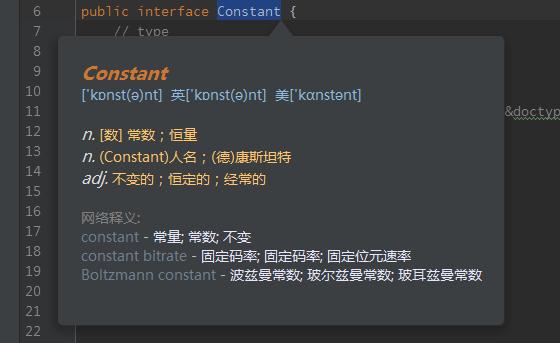 6 public interface Constant {
7 // type
8
9
10
11 &doctyp
12
13
14
15
16
17
18
19
20
21
22
Constant
['kɒnst(ə)nt] 英['kɒnst(ə)nt] 美['kɑnstənt]
n. [数] 常数；恒量
n. (Constant)人名；(德)康斯坦特
adj. 不变的；恒定的；经常的
网络释义:
constant - 常量; 常数; 不变
constant bitrate - 固定码率; 固定码率; 固定位元速率
Boltzmann constant - 波兹曼常数; 玻尔兹曼常数; 玻耳兹曼常数